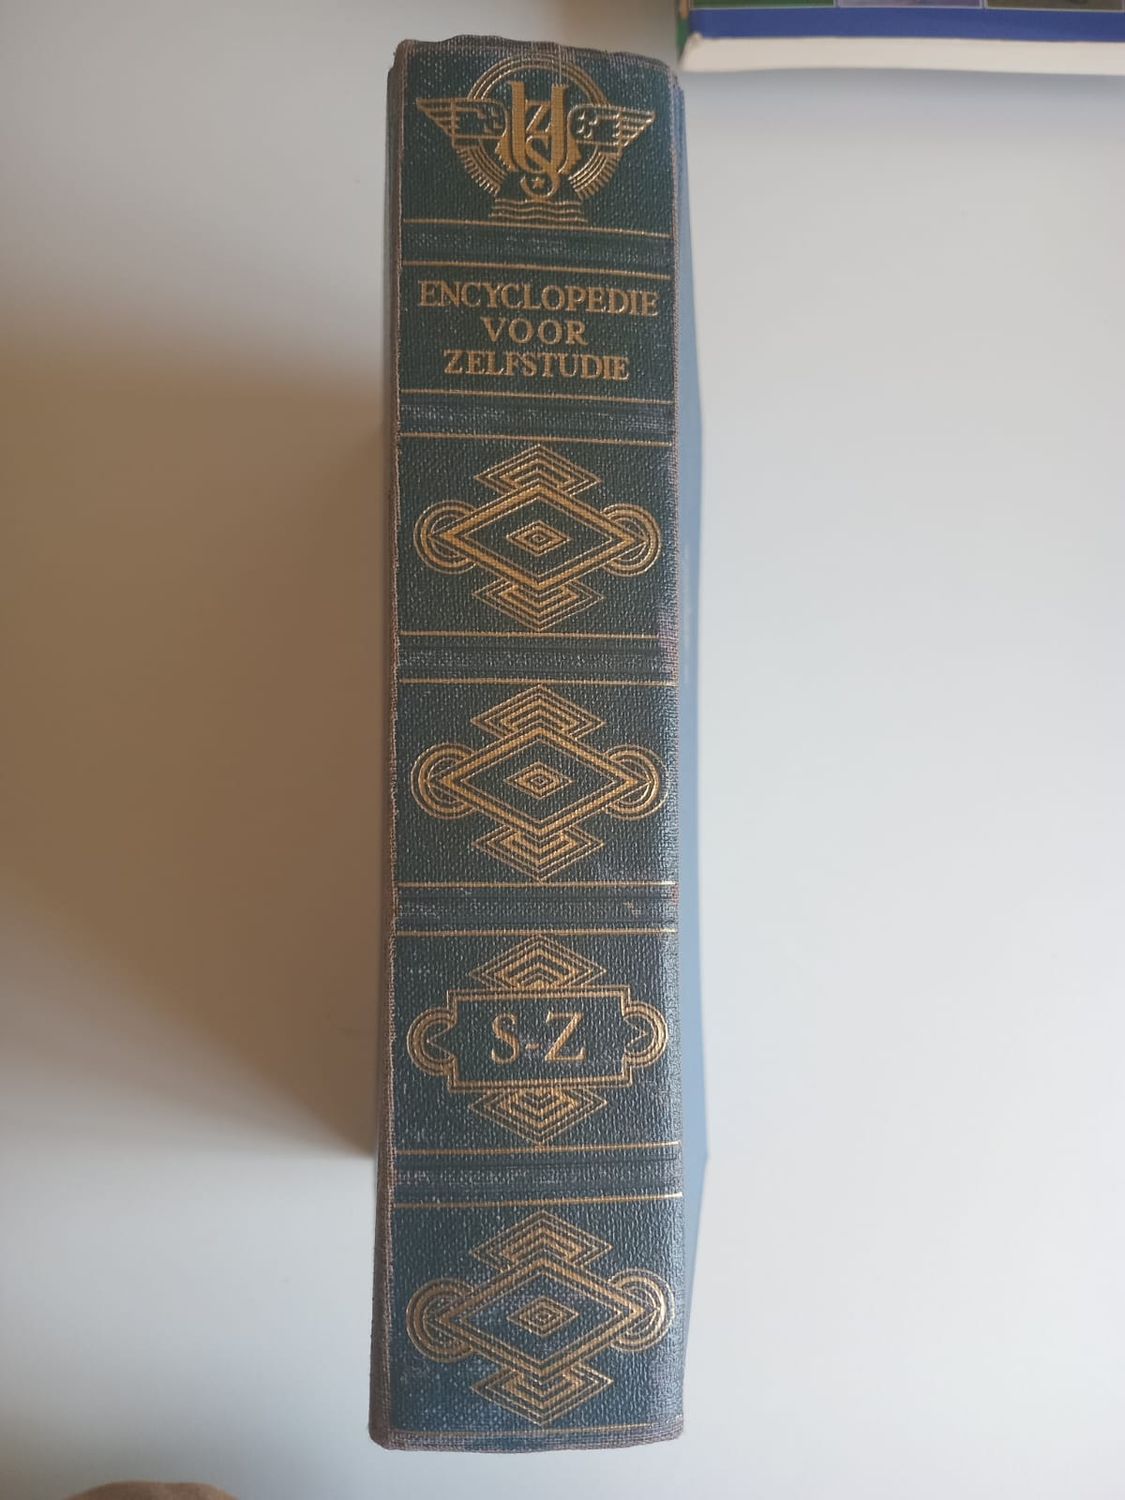 ENCYCLOPEDIE
VOOR
ZELFSTUDIE
S-Z